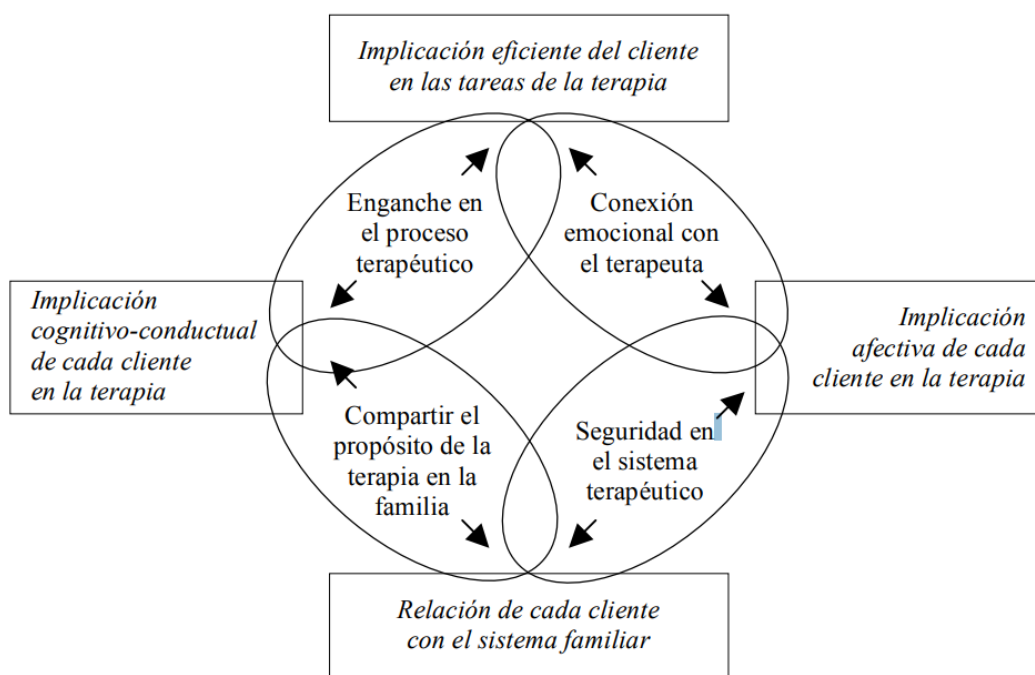 Implicación eficiente del cliente
en las tareas de la terapia
Enganche en
el proceso
terapéutico
Conexión
emocional con
el terapeuta
Implicación
cognitivo-conductual
de cada cliente
en la terapia
Implicación
afectiva de cada
cliente en la terapia
Compartir el
propósito de la
terapia en la
familia
Seguridad en
el sistema
terapéutico
Relación de cada cliente
con el sistema familiar